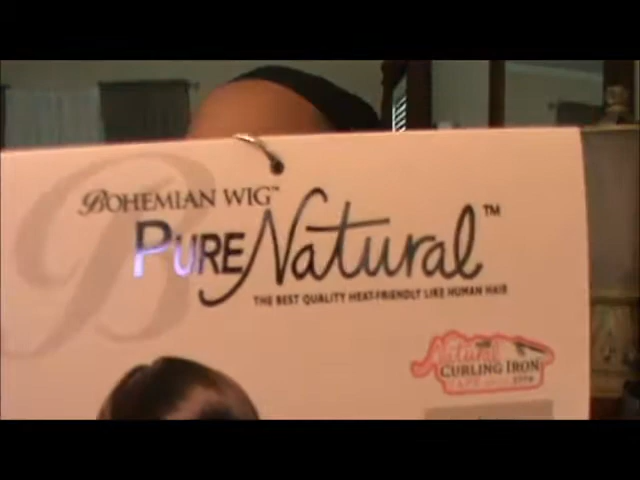 BOHEMIAN WIG™
PURE Natural™
THE BEST QUALITY HEAT-FRIENDLY LIKE HUMAN HAIR
Natural
CURLING IRON